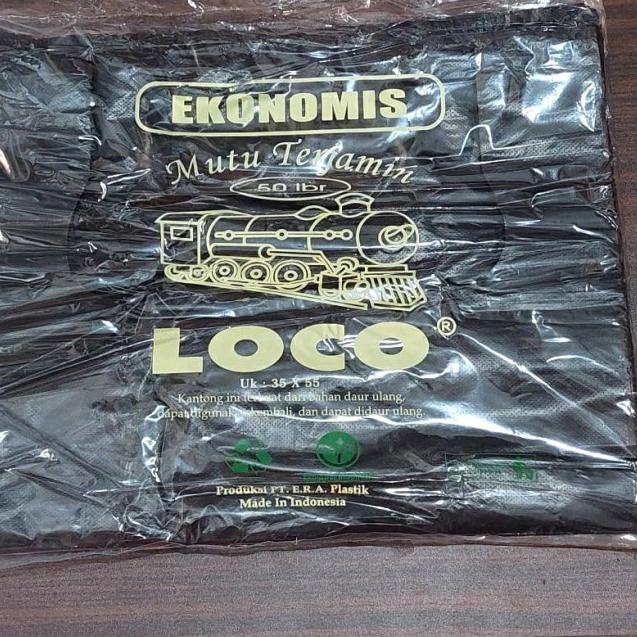 EKONOMIS
Mutu Terjamin
50 lbr
LOCO®
Uk : 35 X 55
Kantong ini terbuat dari bahan daur ulang,
dapat digunakan kembali, dan dapat didaur ulang.
Produksi PT. E.R.A. Plastik
Made In Indonesia